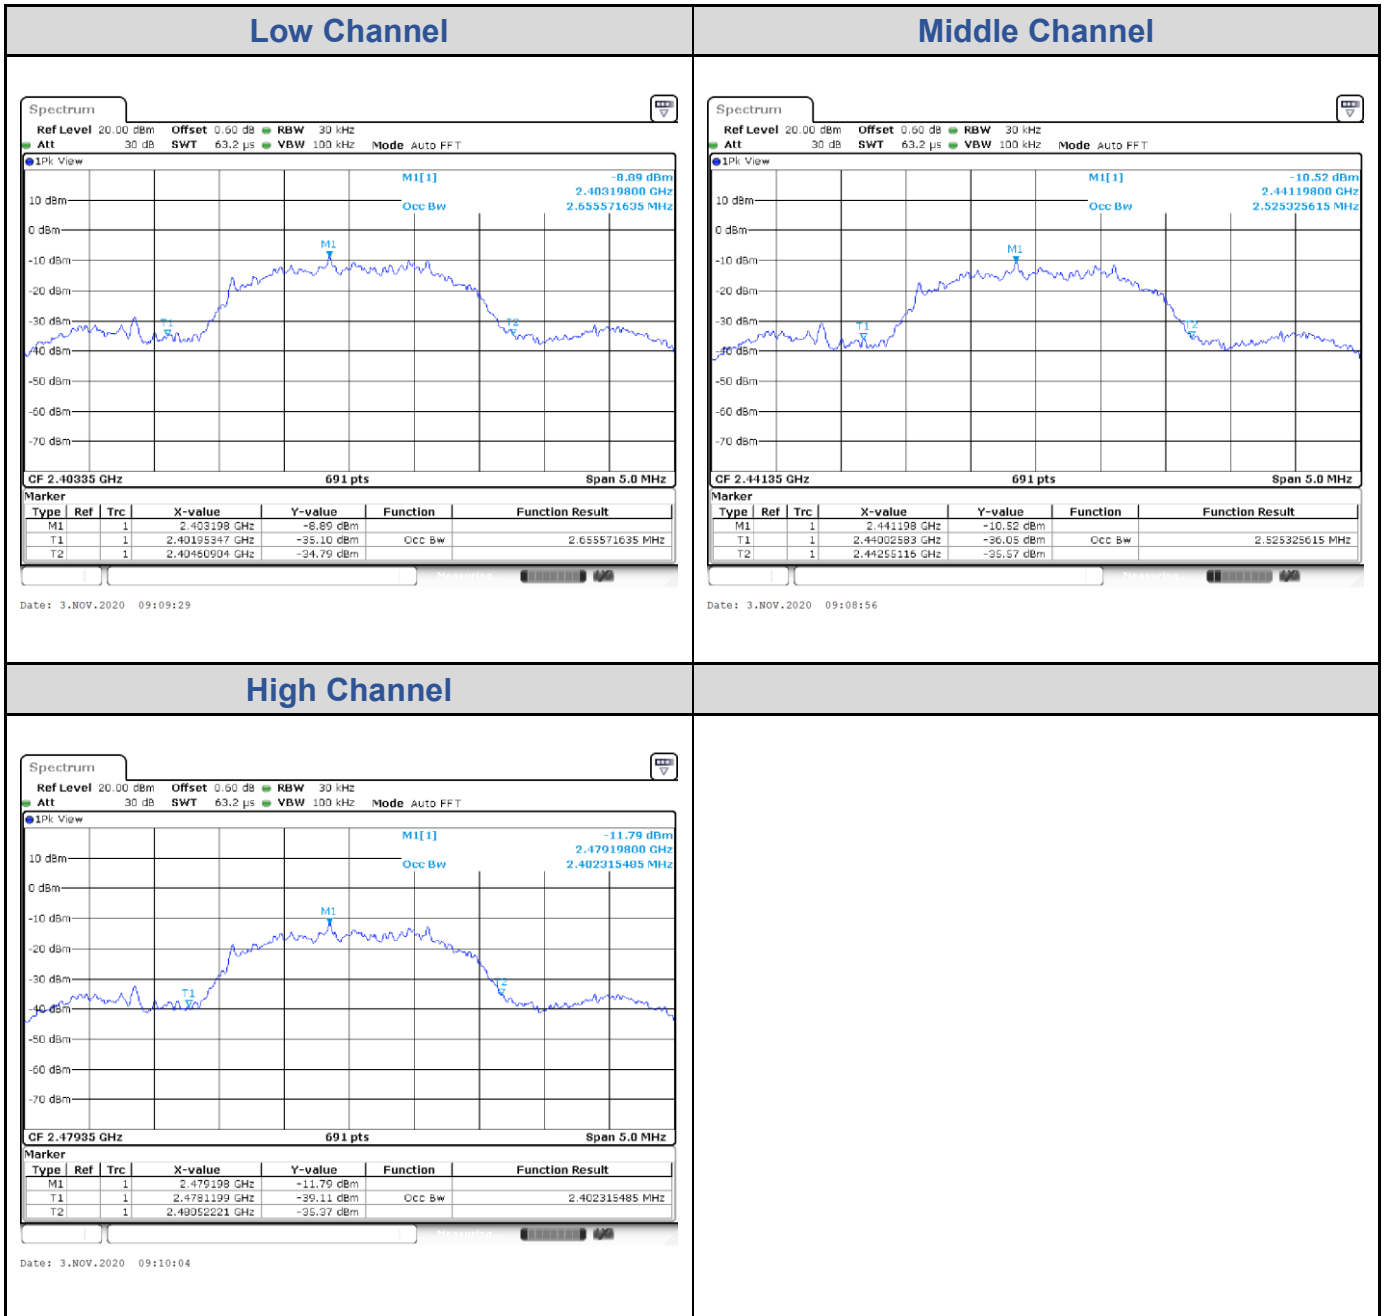 Low Channel
Middle Channel
Spectrum
Ref Level 20.00 dBm Offset 0.60 dB RBW 30 kHz
Att 30 dB SWT 63.2 µs VBW 100 kHz Mode Auto FFT
1Pk View
M1[1] -8.89 dBm
2.40319800 GHz
10 dBm
Occ Bw 2.655571635 MHz
0 dBm
M1
-10 dBm
-20 dBm
-30 dBm
T1
T2
-40 dBm
-50 dBm
-60 dBm
-70 dBm
CF 2.40335 GHz 691 pts Span 5.0 MHz
Marker
Type Ref Trc X-value Y-value Function Function Result
M1 1 2.403198 GHz -8.89 dBm
T1 1 2.40195347 GHz -35.10 dBm Occ Bw 2.655571635 MHz
T2 1 2.40460904 GHz -34.79 dBm
Measuring...
Date: 3.NOV.2020 09:09:29
Spectrum
Ref Level 20.00 dBm Offset 0.60 dB RBW 30 kHz
Att 30 dB SWT 63.2 µs VBW 100 kHz Mode Auto FFT
1Pk View
M1[1] -10.52 dBm
2.44119800 GHz
10 dBm
Occ Bw 2.525325615 MHz
0 dBm
M1
-10 dBm
-20 dBm
-30 dBm
T1
T2
-40 dBm
-50 dBm
-60 dBm
-70 dBm
CF 2.44135 GHz 691 pts Span 5.0 MHz
Marker
Type Ref Trc X-value Y-value Function Function Result
M1 1 2.441198 GHz -10.52 dBm
T1 1 2.44002583 GHz -36.05 dBm Occ Bw 2.525325615 MHz
T2 1 2.44255116 GHz -35.57 dBm
Measuring...
Date: 3.NOV.2020 09:08:56
High Channel
Spectrum
Ref Level 20.00 dBm Offset 0.60 dB RBW 30 kHz
Att 30 dB SWT 63.2 µs VBW 100 kHz Mode Auto FFT
1Pk View
M1[1] -11.79 dBm
2.47919800 GHz
10 dBm
Occ Bw 2.402315485 MHz
0 dBm
M1
-10 dBm
-20 dBm
-30 dBm
T1
T2
-40 dBm
-50 dBm
-60 dBm
-70 dBm
CF 2.47935 GHz 691 pts Span 5.0 MHz
Marker
Type Ref Trc X-value Y-value Function Function Result
M1 1 2.479198 GHz -11.79 dBm
T1 1 2.4781199 GHz -39.11 dBm Occ Bw 2.402315485 MHz
T2 1 2.48052221 GHz -35.37 dBm
Measuring...
Date: 3.NOV.2020 09:10:04